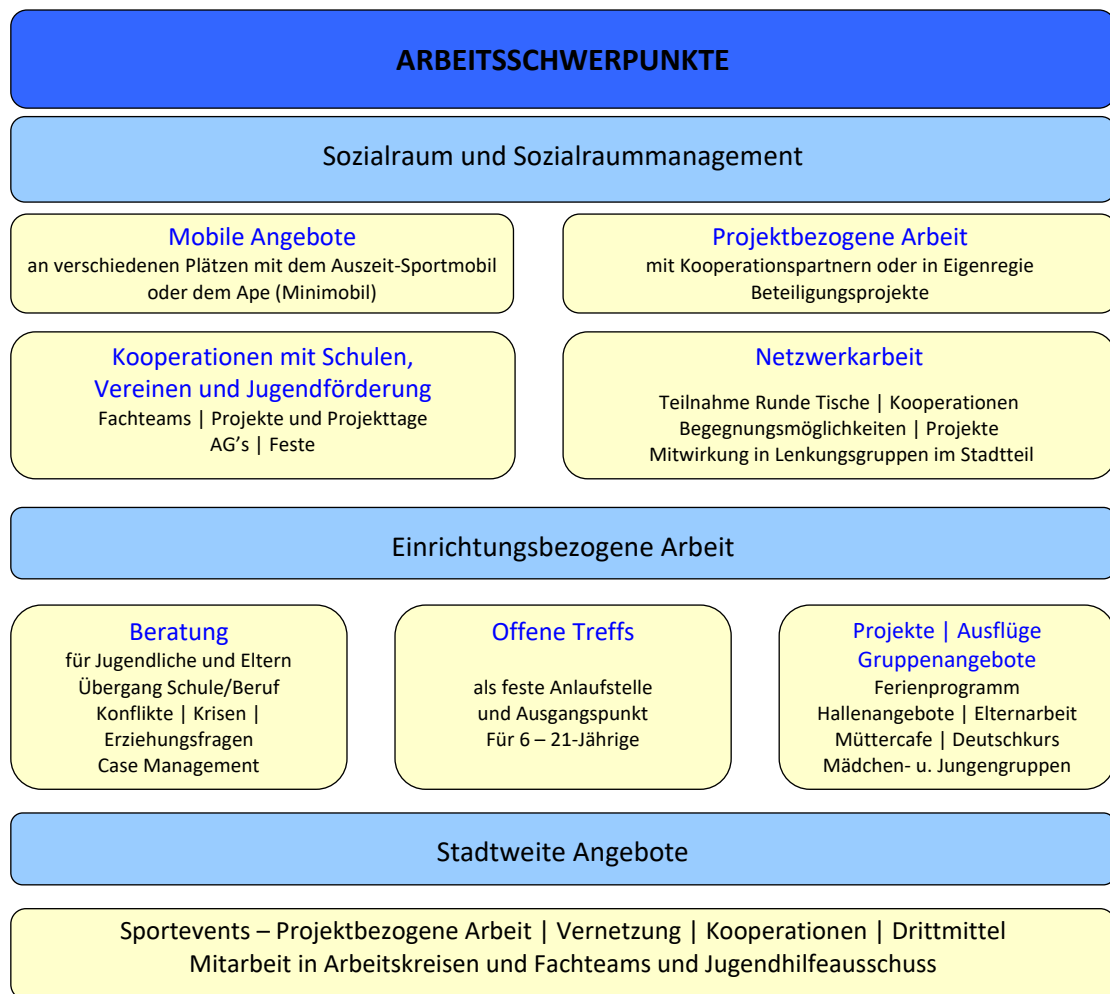 ARBEITSSCHWERPUNKTE
Sozialraum und Sozialraummanagement
Mobile Angebote
an verschiedenen Plätzen mit dem Auszeit-Sportmobil
oder dem Ape (Minimobil)
Projektbezogene Arbeit
mit Kooperationspartnern oder in Eigenregie
Beteiligungsprojekte
Kooperationen mit Schulen,
Vereinen und Jugendförderung
Fachteams | Projekte und Projekttage
AG’s | Feste
Netzwerkarbeit
Teilnahme Runde Tische | Kooperationen
Begegnungsmöglichkeiten | Projekte
Mitwirkung in Lenkungsgruppen im Stadtteil
Einrichtungsbezogene Arbeit
Beratung
für Jugendliche und Eltern
Übergang Schule/Beruf
Konflikte | Krisen |
Erziehungsfragen
Case Management
Offene Treffs
als feste Anlaufstelle
und Ausgangspunkt
Für 6 – 21-Jährige
Projekte | Ausflüge
Gruppenangebote
Ferienprogramm
Hallenangebote | Elternarbeit
Müttercafe | Deutschkurs
Mädchen- u. Jungengruppen
Stadtweite Angebote
Sportevents – Projektbezogene Arbeit | Vernetzung | Kooperationen | Drittmittel
Mitarbeit in Arbeitskreisen und Fachteams und Jugendhilfeausschuss